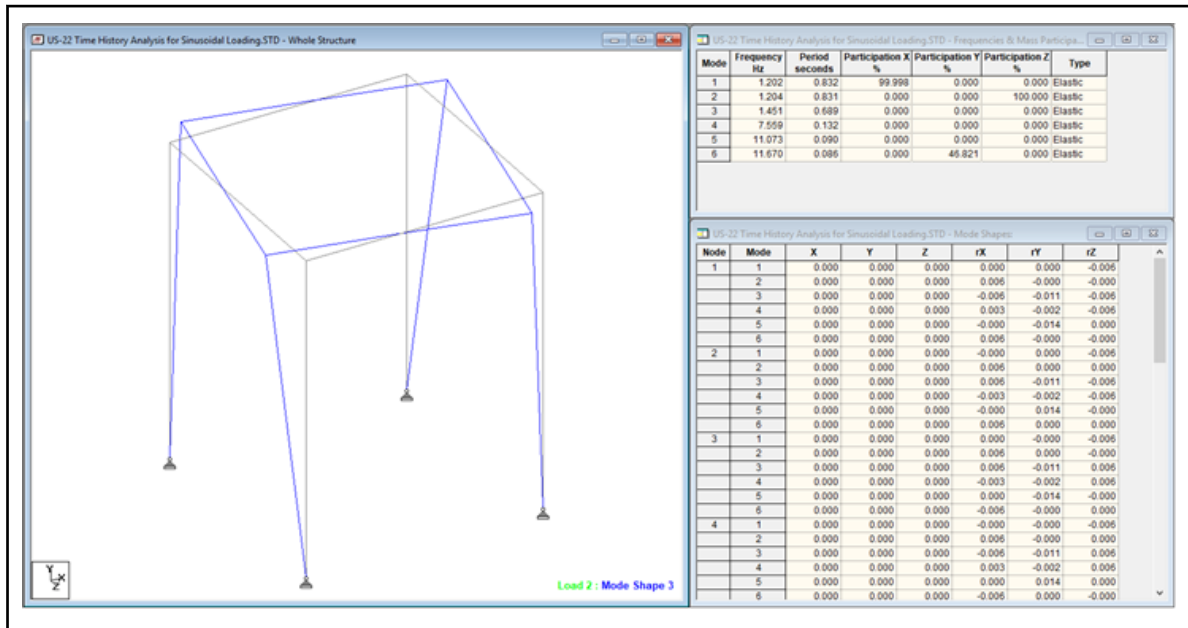 US-22 Time History Analysis for Sinusoidal Loading.STD - Whole Structure
Y
X
Z
Load 2 : Mode Shape 3
US-22 Time History Analysis for Sinusoidal Loading.STD - Frequencies & Mass Participa...
Mode Frequency Hz Period seconds Participation X % Participation Y % Participation Z % Type
1 1.202 0.832 99.998 0.000 0.000 Elastic
2 1.204 0.831 0.000 0.000 100.000 Elastic
3 1.451 0.689 0.000 0.000 0.000 Elastic
4 7.559 0.132 0.000 0.000 0.000 Elastic
5 11.073 0.090 0.000 0.000 0.000 Elastic
6 11.670 0.086 0.000 46.821 0.000 Elastic
US-22 Time History Analysis for Sinusoidal Loading.STD - Mode Shapes:
Node Mode X Y Z rX rY rZ
1 1 0.000 0.000 0.000 0.000 0.000 -0.006
2 0.000 0.000 0.000 0.006 -0.000 -0.000
3 0.000 0.000 0.000 -0.006 -0.011 -0.006
4 0.000 0.000 0.000 0.003 -0.002 -0.006
5 0.000 0.000 0.000 -0.000 -0.014 0.000
6 0.000 0.000 0.000 0.006 -0.000 -0.000
2 1 0.000 0.000 0.000 -0.000 0.000 -0.006
2 0.000 0.000 0.000 0.006 0.000 0.000
3 0.000 0.000 0.000 0.006 -0.011 -0.006
4 0.000 0.000 0.000 -0.003 -0.002 -0.006
5 0.000 0.000 0.000 -0.000 0.014 -0.000
6 0.000 0.000 0.000 0.006 0.000 0.000
3 1 0.000 0.000 0.000 0.000 -0.000 -0.006
2 0.000 0.000 0.000 0.006 0.000 -0.000
3 0.000 0.000 0.000 0.006 -0.011 0.006
4 0.000 0.000 0.000 -0.003 -0.002 0.006
5 0.000 0.000 0.000 0.000 -0.014 -0.000
6 0.000 0.000 0.000 -0.006 -0.000 0.000
4 1 0.000 0.000 0.000 -0.000 -0.000 -0.006
2 0.000 0.000 0.000 0.006 -0.000 0.000
3 0.000 0.000 0.000 -0.006 -0.011 0.006
4 0.000 0.000 0.000 0.003 -0.002 0.006
5 0.000 0.000 0.000 0.000 0.014 0.000
6 0.000 0.000 0.000 -0.006 0.000 -0.000